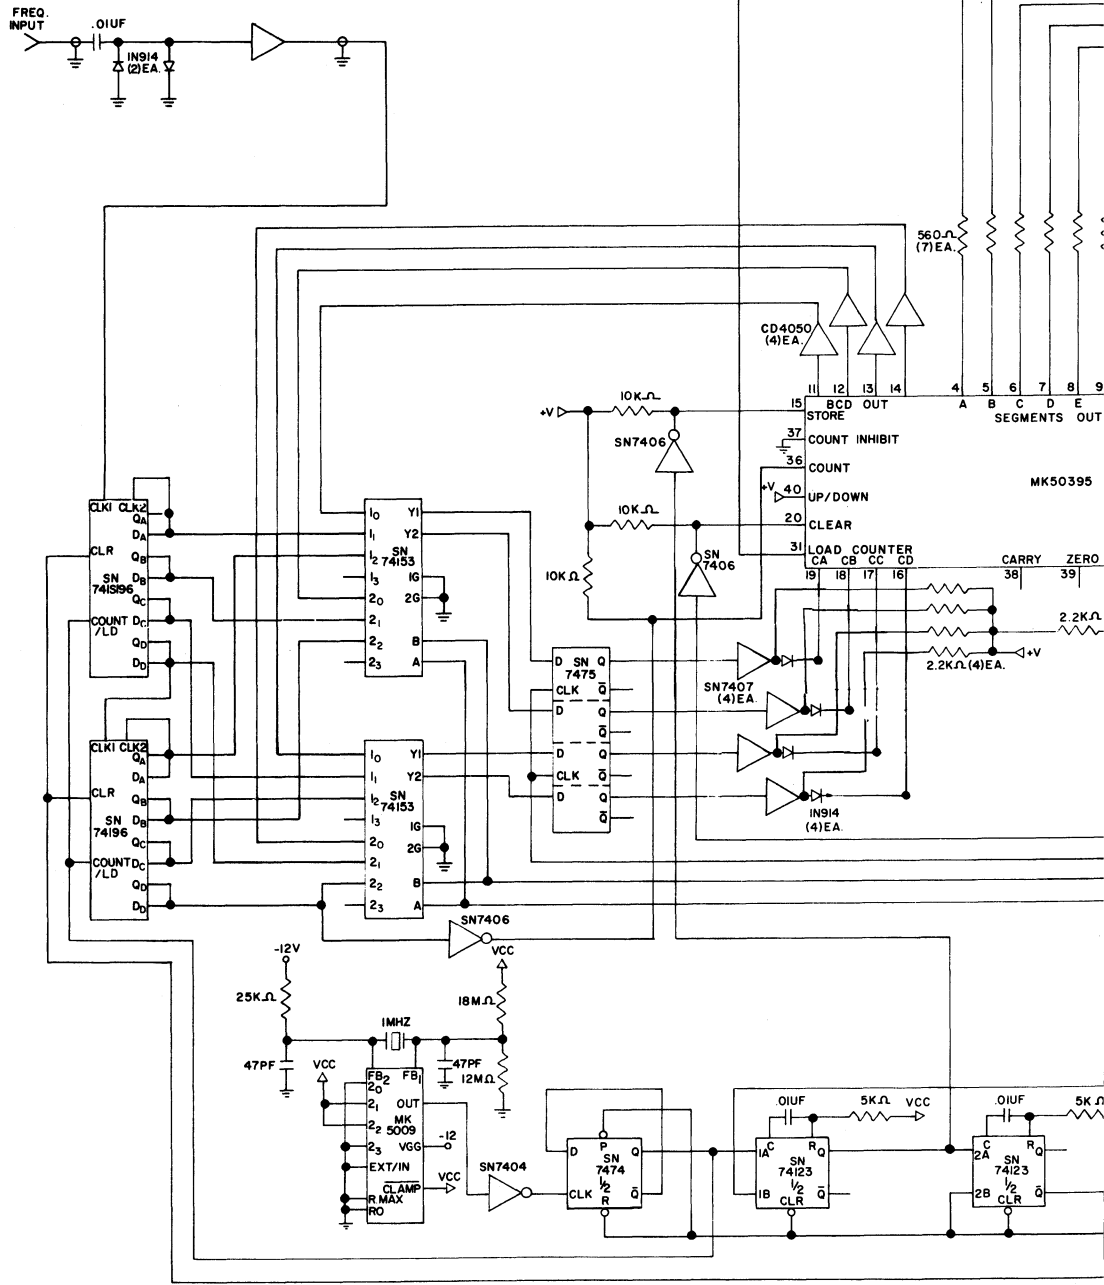 FREQ.
INPUT
.01UF
IN914
(2)EA.
560Ω
(7)EA.
CD4050
(4)EA.
11 12 13 14 4 5 6 7 8 9
BCD OUT A B C D E
SEGMENTS OUT
15
STORE
37
COUNT INHIBIT
36
COUNT
MK50395
+V
40
UP/DOWN
20
CLEAR
31
LOAD COUNTER
CARRY
ZERO
CA CB CC CD
19 18 17 16
38
39
+V
10KΩ
SN7406
10KΩ
SN
7406
10KΩ
2.2KΩ
+V
2.2KΩ(4)EA.
CLK1 CLK2
QA
DA
CLR
QB
SN
74S196
DB
QC
COUNT
/LD
DC
QD
DD
CLK1 CLK2
QA
DA
CLR
QB
SN
74196
DB
QC
COUNT
/LD
DC
QD
DD
I0
Y1
I1
Y2
I2
SN
74153
I3
IG
20
2G
21
22
B
23
A
I0
Y1
I1
Y2
I2
SN
74153
I3
IG
20
2G
21
22
B
23
A
D
SN
7475
Q
CLK
Q
D
Q
Q
D
Q
CLK
Q
D
Q
Q
SN7407
(4)EA.
IN914
(4)EA.
SN7406
-12V
VCC
25KΩ
18MΩ
1MHZ
47PF
VCC
47PF
12MΩ
FB2
FB1
20
21
OUT
22
MK
5009
23
VGG
-12
EXT/IN
CLAMP
VCC
R MAX
RO
SN7404
D
P
Q
SN
7474
1/2
CLK
R
Q
.01UF
5KΩ
VCC
1A
C
R
Q
SN
74123
1/2
1B
CLR
Q
.01UF
5KΩ
C
2A
R
Q
SN
74123
1/2
2B
CLR
Q